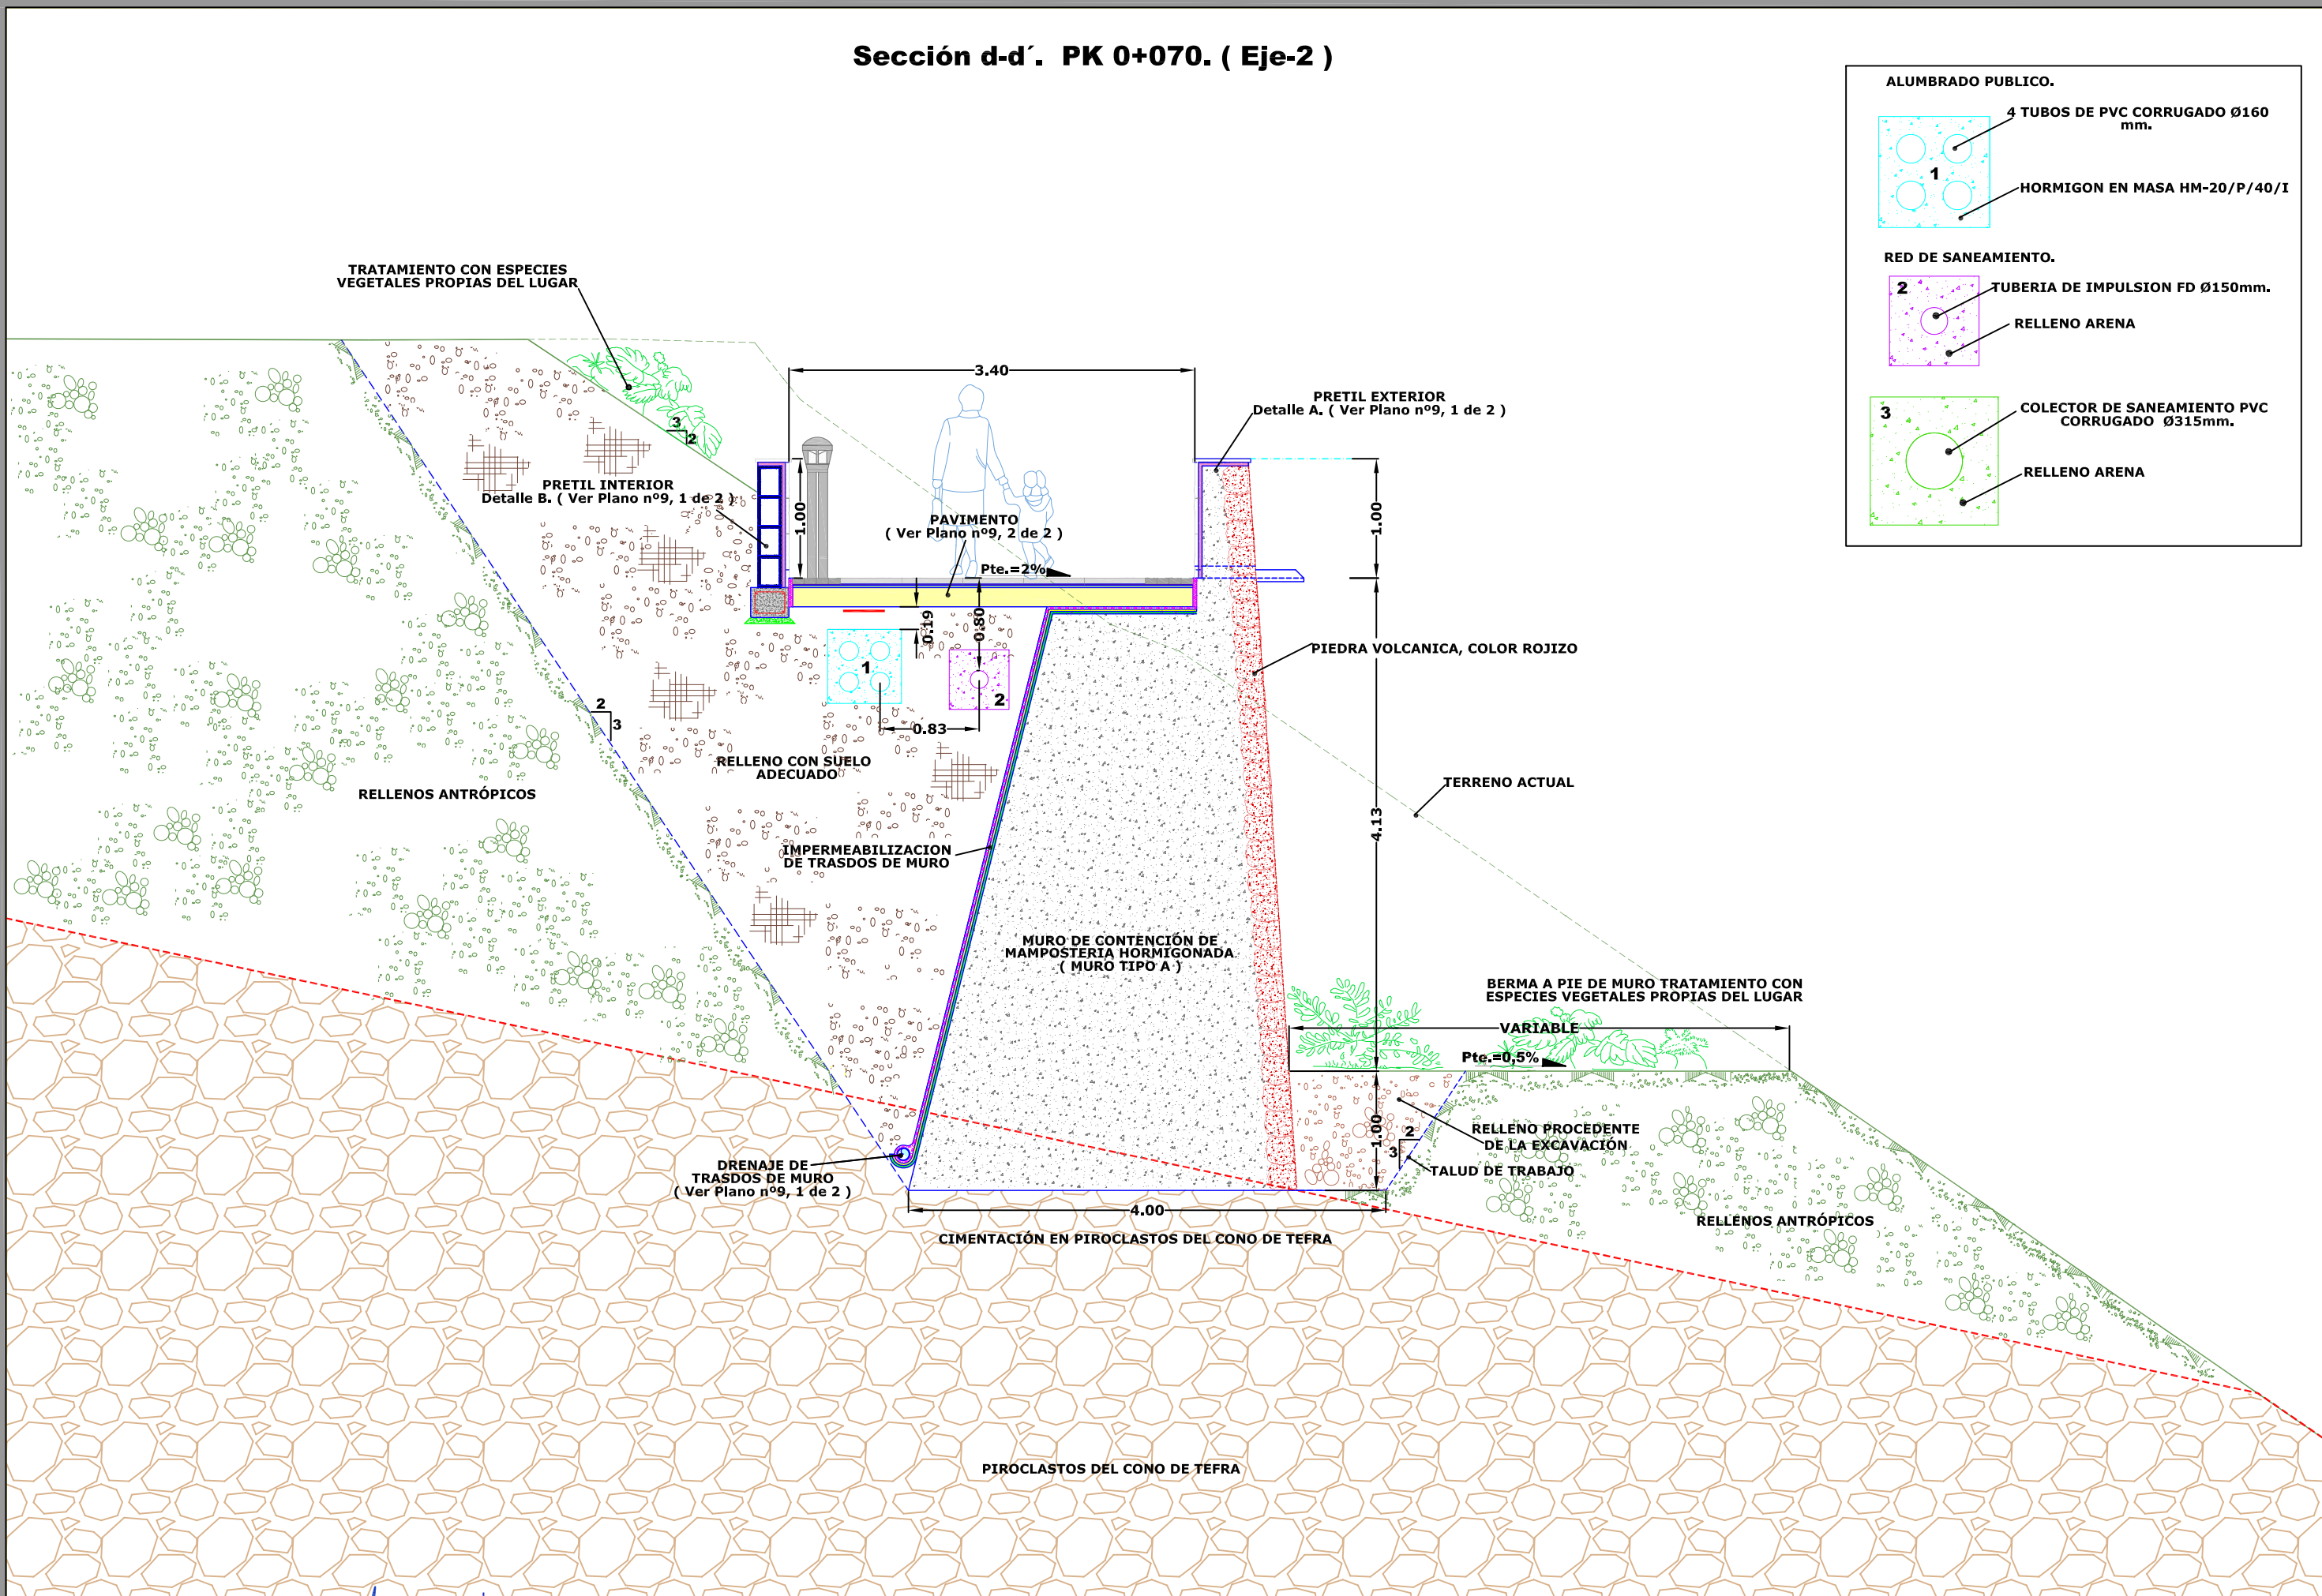 Sección d-d´.  PK 0+070. ( Eje-2 )
ALUMBRADO PUBLICO.
4 TUBOS DE PVC CORRUGADO Ø160
mm.
1
HORMIGON EN MASA HM-20/P/40/I
RED DE SANEAMIENTO.
2
TUBERIA DE IMPULSION FD Ø150mm.
RELLENO ARENA
3
COLECTOR DE SANEAMIENTO PVC
CORRUGADO  Ø315mm.
RELLENO ARENA
TRATAMIENTO CON ESPECIES
VEGETALES PROPIAS DEL LUGAR
3.40
PRETIL EXTERIOR
Detalle A. ( Ver Plano nº9, 1 de 2 )
3
2
PRETIL INTERIOR
Detalle B. ( Ver Plano nº9, 1 de 2 )
1.00
PAVIMENTO
( Ver Plano nº9, 2 de 2 )
1.00
Pte.=2%
0.19
0.80
1
2
PIEDRA VOLCANICA, COLOR ROJIZO
2
3
0.83
RELLENO CON SUELO
ADECUADO
RELLENOS ANTRÓPICOS
TERRENO ACTUAL
4.13
IMPERMEABILIZACION
DE TRASDOS DE MURO
MURO DE CONTENCIÓN DE
MAMPOSTERIA HORMIGONADA
( MURO TIPO A )
BERMA A PIE DE MURO TRATAMIENTO CON
ESPECIES VEGETALES PROPIAS DEL LUGAR
VARIABLE
Pte.=0,5%
1.00
2
3
RELLENO PROCEDENTE
DE LA EXCAVACIÓN
TALUD DE TRABAJO
DRENAJE DE
TRASDOS DE MURO
( Ver Plano nº9, 1 de 2 )
4.00
RELLENOS ANTRÓPICOS
CIMENTACIÓN EN PIROCLASTOS DEL CONO DE TEFRA
PIROCLASTOS DEL CONO DE TEFRA